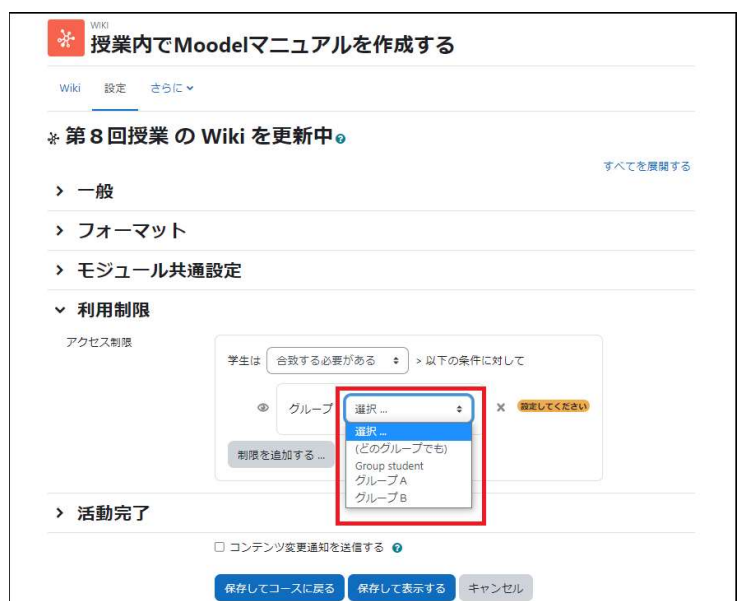 WIKI
授業内でMoodelマニュアルを作成する
Wiki 設定 さらに
第８回授業 の Wiki を更新中
すべてを展開する
一般
フォーマット
モジュール共通設定
利用制限
アクセス制限
学生は 合致する必要がある > 以下の条件に対して
グループ 選択 ... × 設定してください
選択 ...
(どのグループでも)
Group student
グループA
グループB
制限を追加する ...
活動完了
コンテンツ変更通知を送信する
保存してコースに戻る 保存して表示する キャンセル